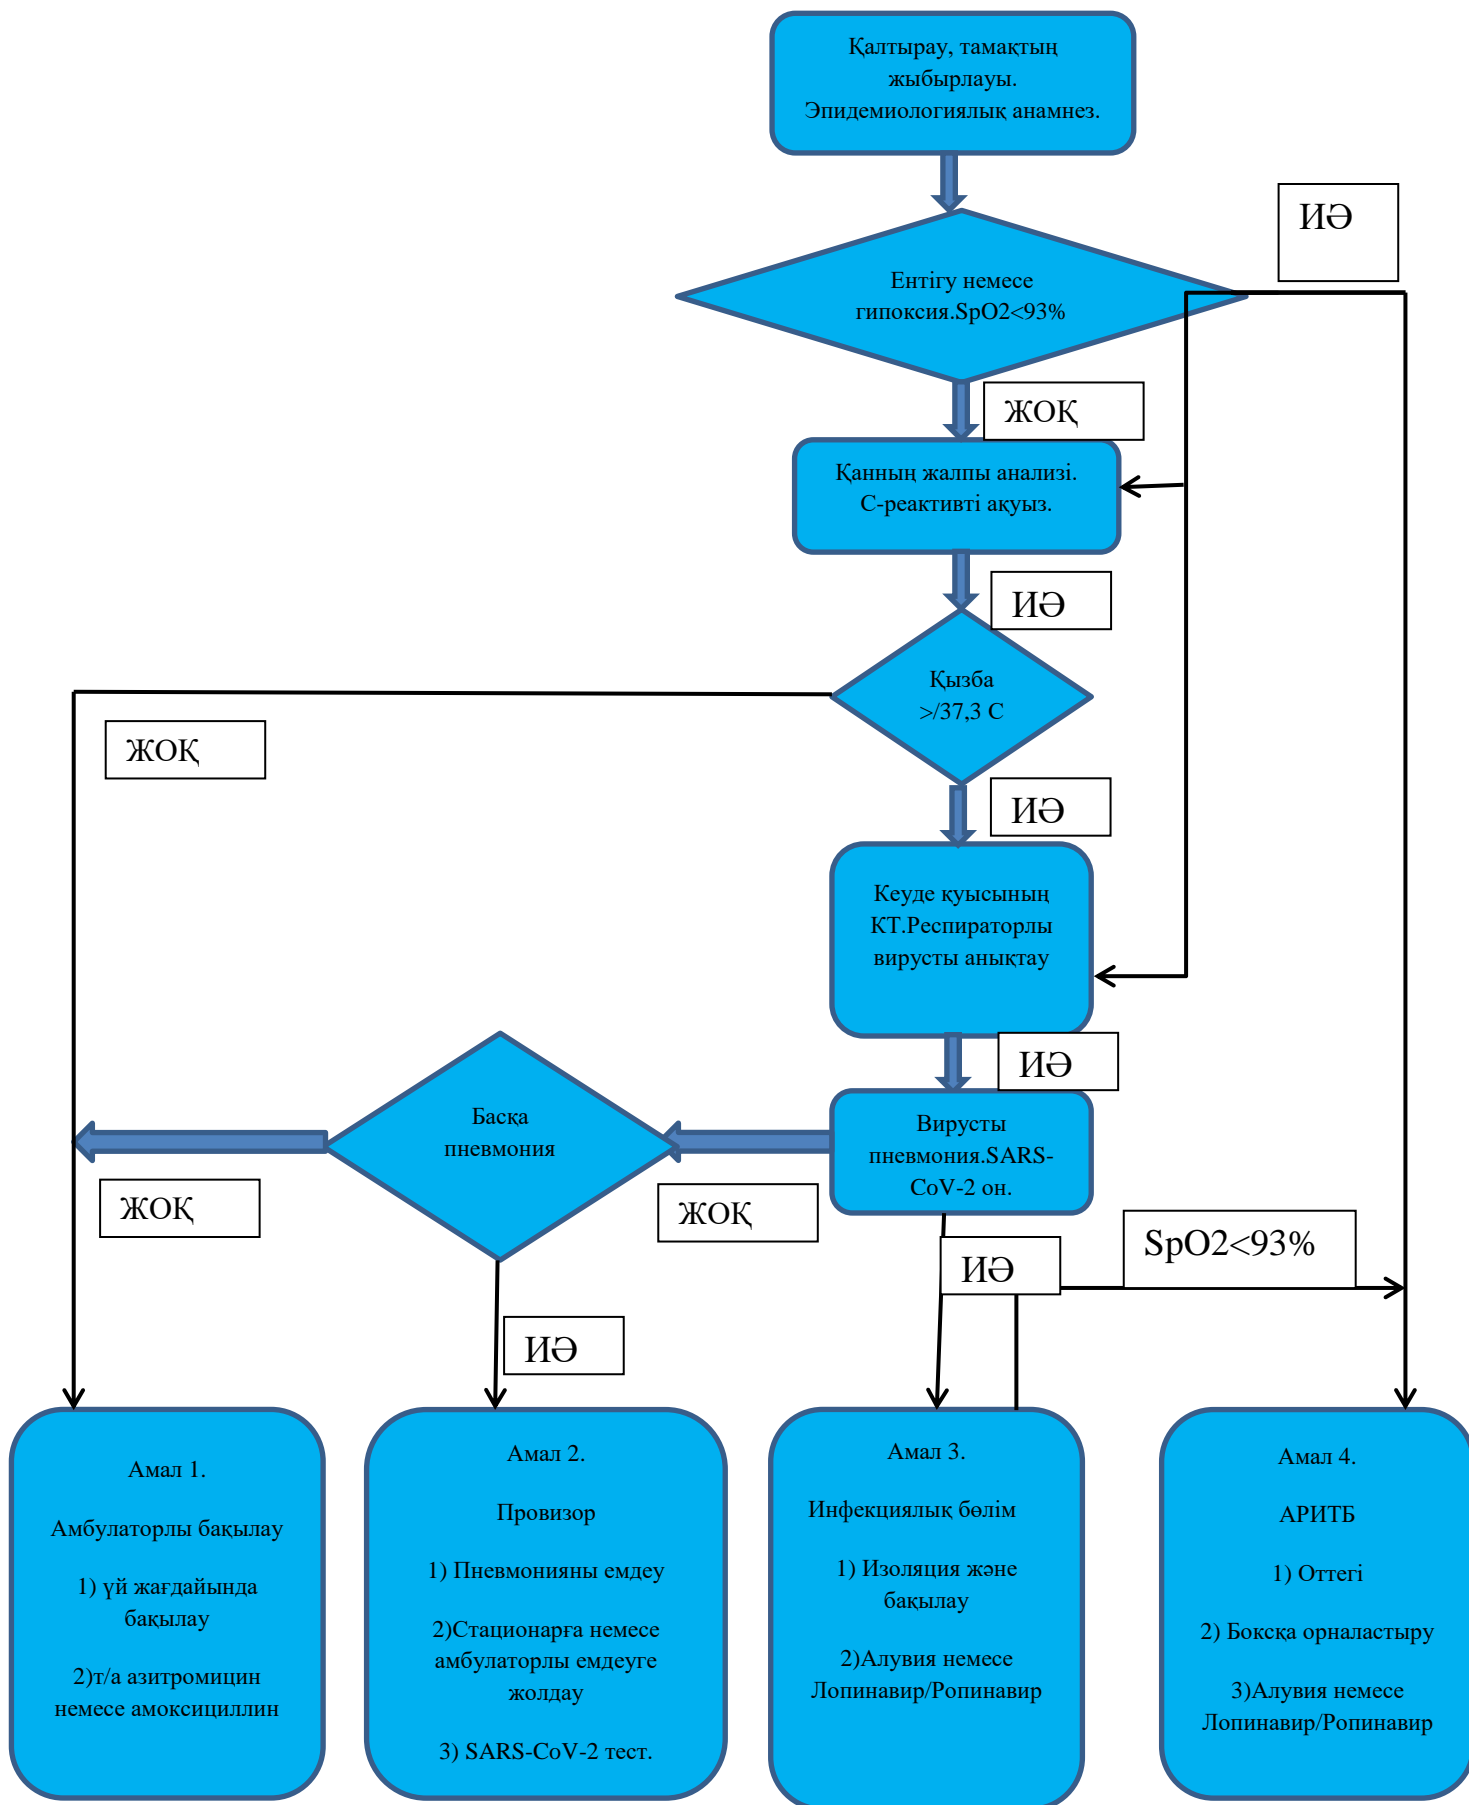 Қалтырау, тамақтың
жыбырлауы.
Эпидемиологиялық анамнез.
ИӘ
Ентігу немесе
гипоксия.SpO2<93%
ЖОҚ
Қанның жалпы анализі.
С-реактивті ақуыз.
ИӘ
Қызба
>/37,3 С
ЖОҚ
ИӘ
Кеуде қуысының
КТ.Респираторлы
вирусты анықтау
ИӘ
Басқа
пневмония
Вирусты
пневмония.SARS-
CoV-2 он.
ЖОҚ
ЖОҚ
SpO2<93%
ИӘ
ИӘ
Амал 1.
Амбулаторлы бақылау
1) үй жағдайында
бақылау
2)т/а азитромицин
немесе амоксициллин
Амал 2.
Провизор
1) Пневмонияны емдеу
2)Стационарға немесе
амбулаторлы емдеуге
жолдау
3) SARS-CoV-2 тест.
Амал 3.
Инфекциялық бөлім
1) Изоляция және
бақылау
2)Алувия немесе
Лопинавир/Ропинавир
Амал 4.
АРИТБ
1) Оттегі
2) Боксқа орналастыру
3)Алувия немесе
Лопинавир/Ропинавир